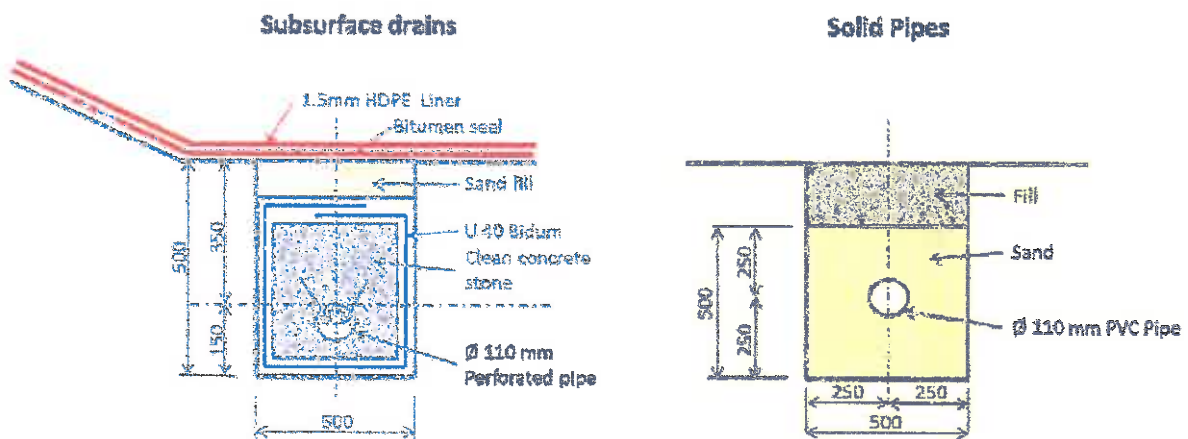 Subsurface drains
1.5mm HDPE Liner
Bitumen seal
Sand fill
U 40 Bidum
Clean concrete
stone
Ø 110 mm
Perforated pipe
500
350
150
500
Solid Pipes
Fill
Sand
Ø 110 mm PVC Pipe
500
250
250
250
250
500